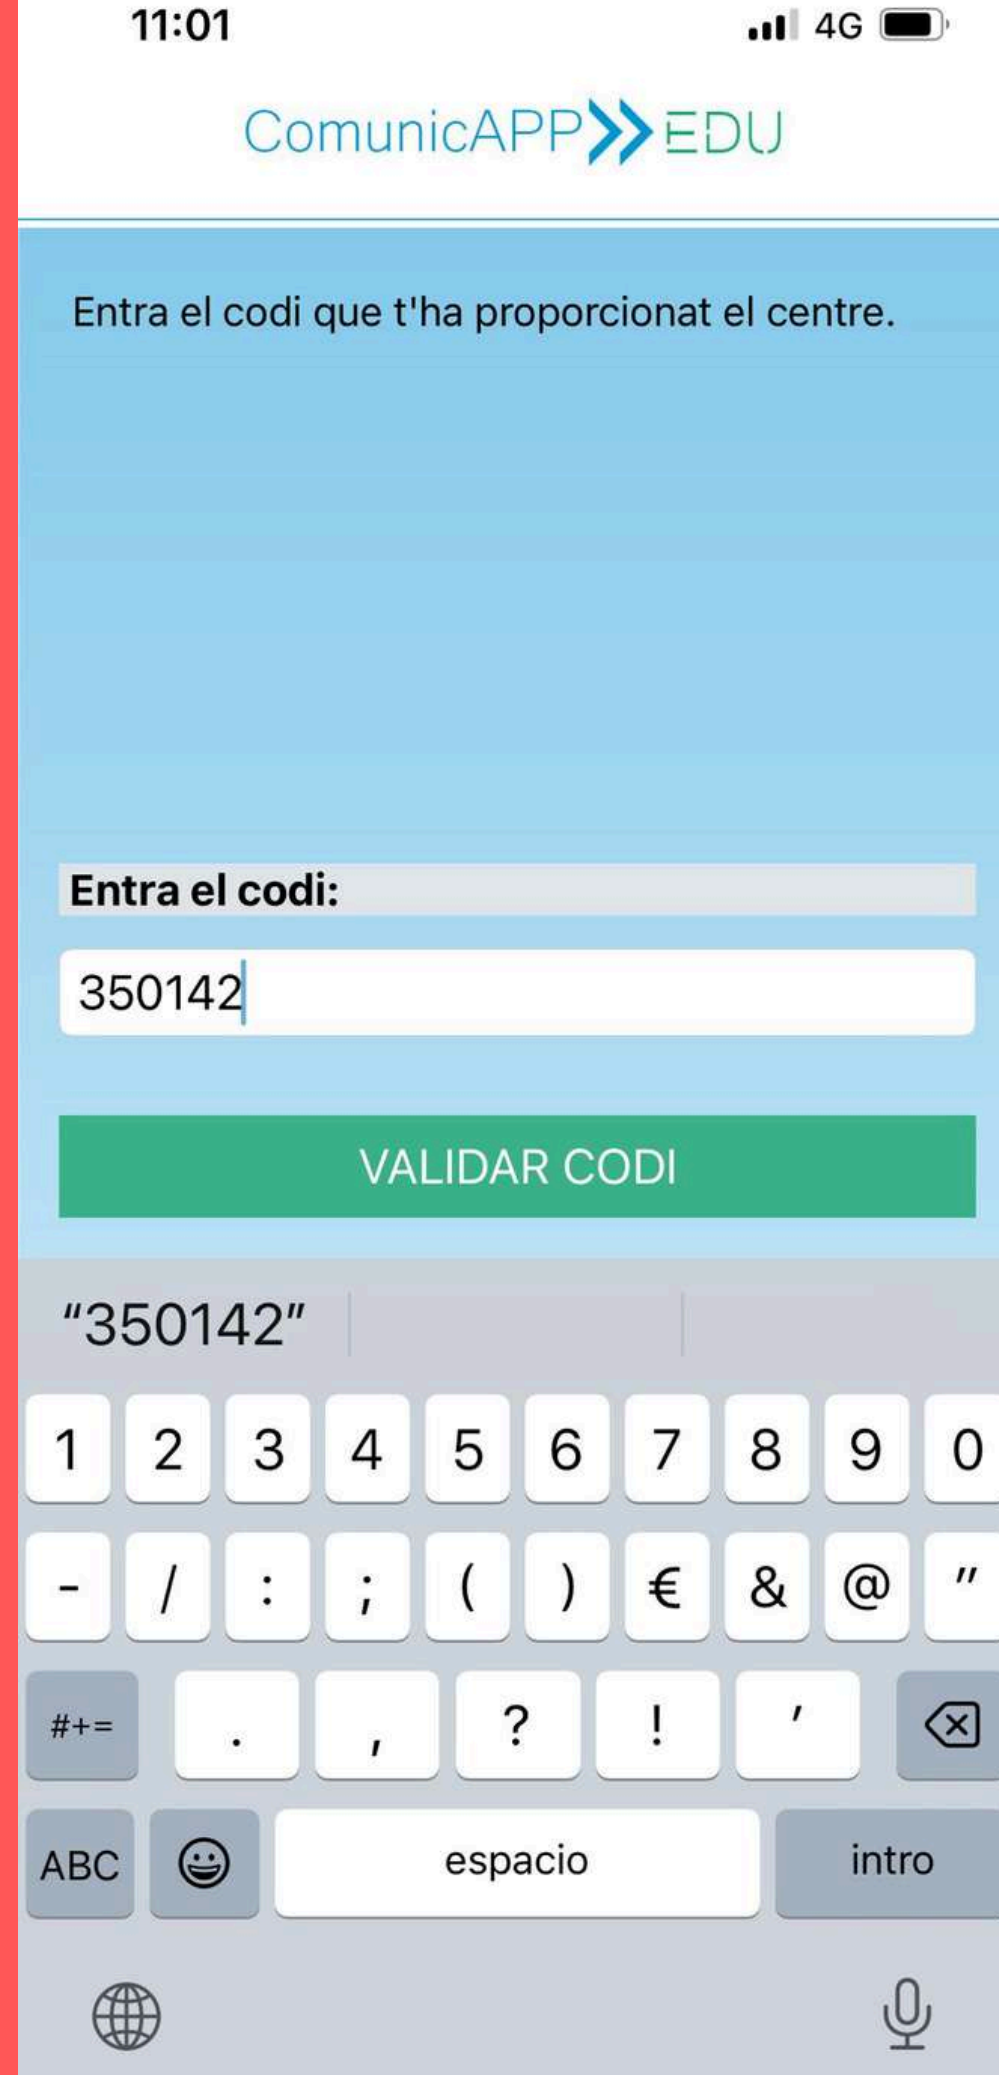 11:01 4G
ComunicAPP EDU
Entra el codi que t'ha proporcionat el centre.
Entra el codi:
350142
VALIDAR CODI
“350142”
1 2 3 4 5 6 7 8 9 0
- / : ; ( ) € & @ "
#+= . , ? ! '
ABC espacio intro